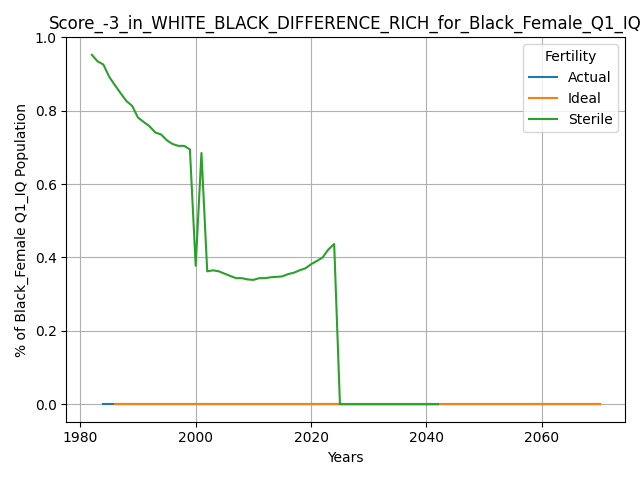 Score_-3_in_WHITE_BLACK_DIFFERENCE_RICH_for_Black_Female_Q1_IQ
% of Black_Female Q1_IQ Population
1.0
0.8
0.6
0.4
0.2
0.0
Fertility
Actual
Ideal
Sterile
1980
2000
2020
2040
2060
Years